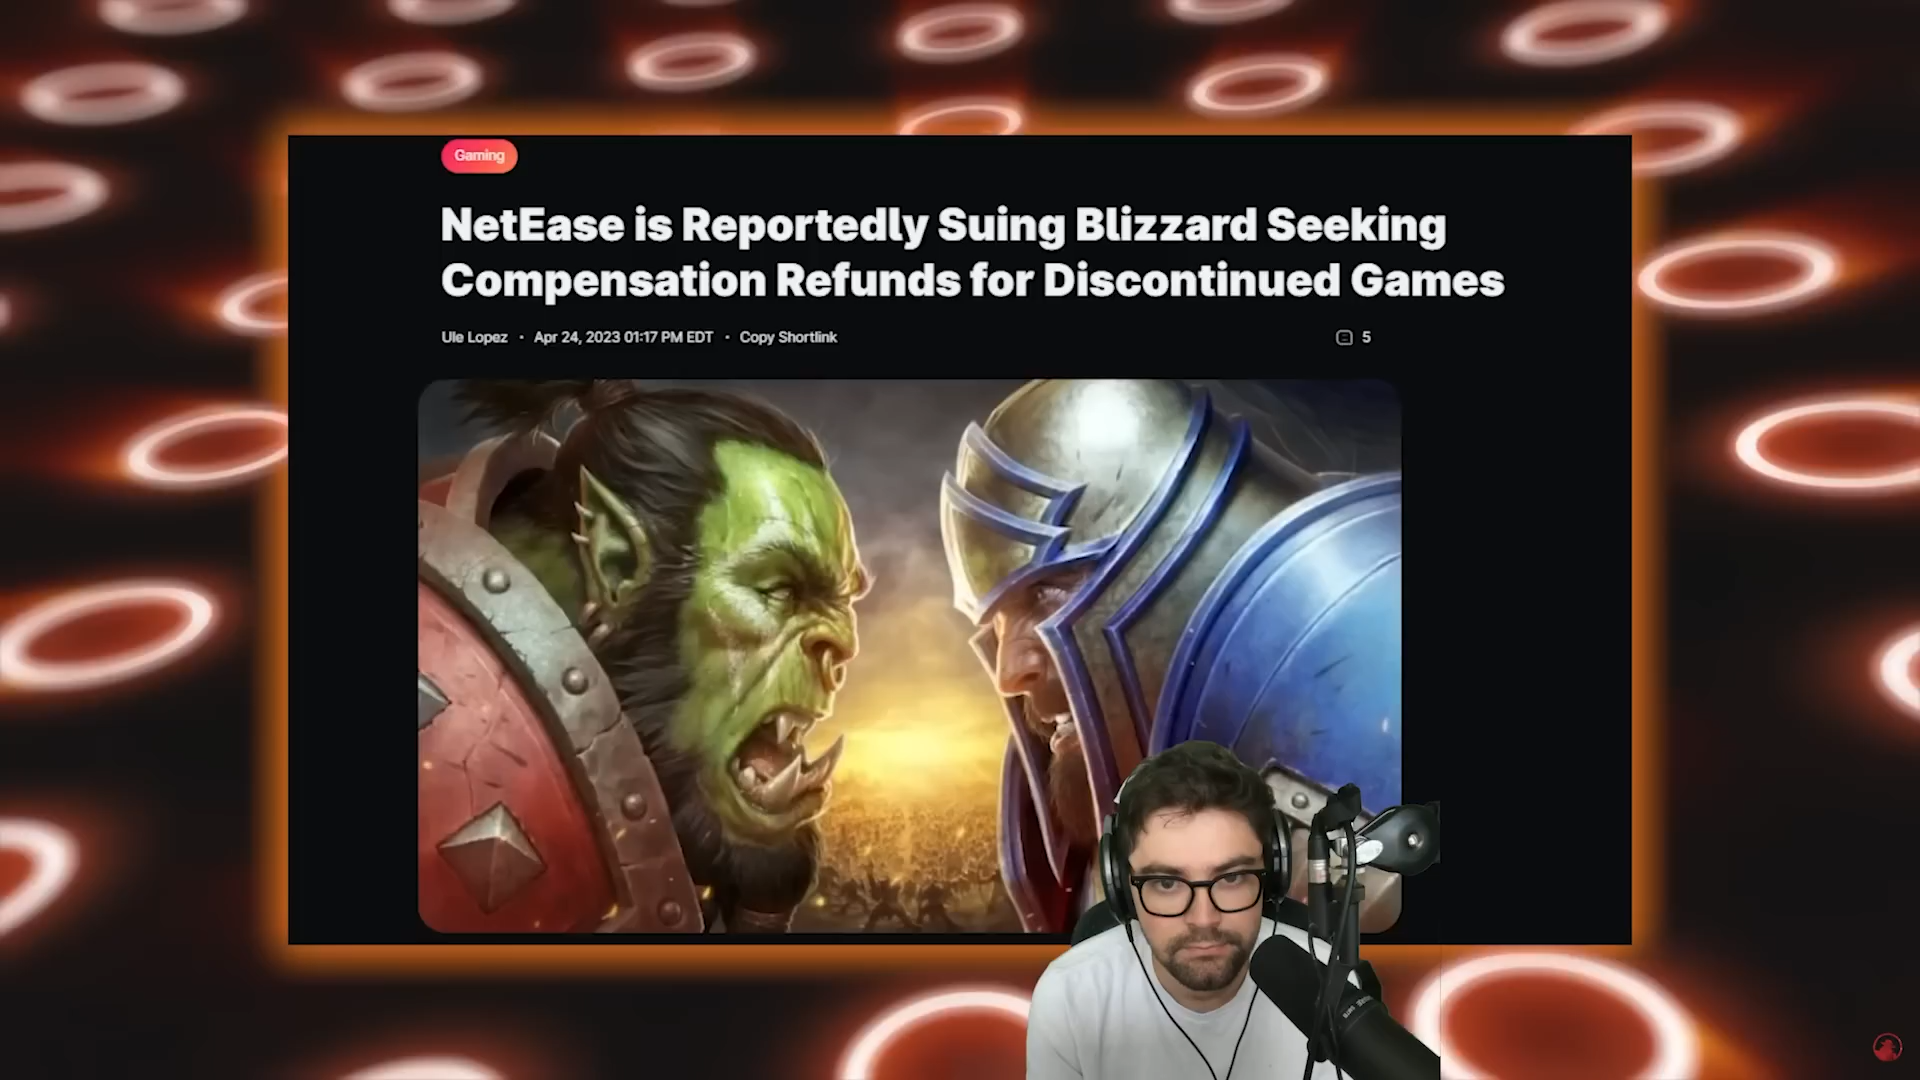 Gaming
NetEase is Reportedly Suing Blizzard Seeking
Compensation Refunds for Discontinued Games
Ule Lopez • Apr 24, 2023 01:17 PM EDT • Copy Shortlink
5